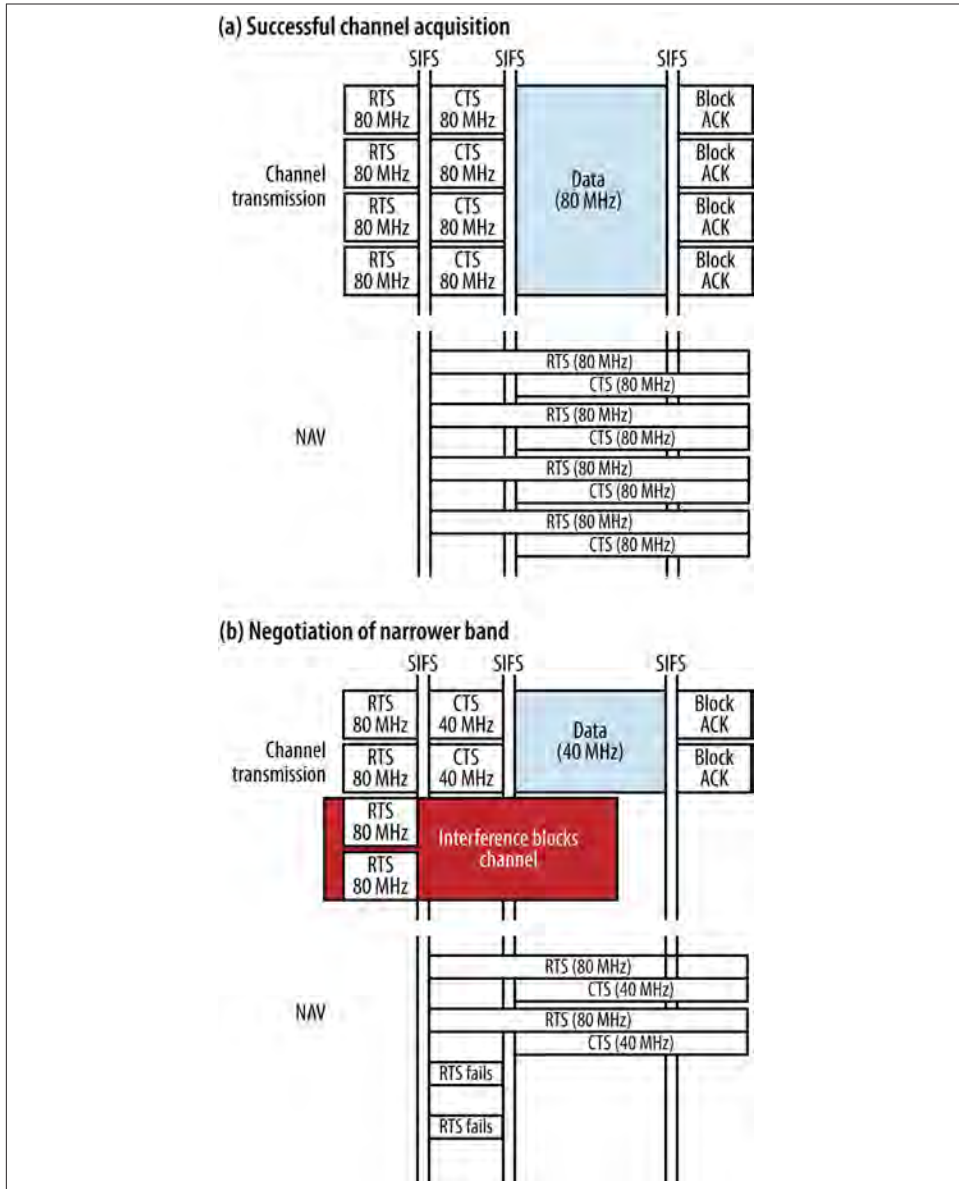 (a) Successful channel acquisition
SIFS SIFS SIFS
RTS CTS Block
80 MHz 80 MHz ACK
RTS CTS Block
80 MHz 80 MHz ACK
Channel
transmission
Data
(80 MHz)
RTS CTS Block
80 MHz 80 MHz ACK
RTS CTS Block
80 MHz 80 MHz ACK
RTS (80 MHz)
CTS (80 MHz)
RTS (80 MHz)
CTS (80 MHz)
NAV
RTS (80 MHz)
CTS (80 MHz)
RTS (80 MHz)
CTS (80 MHz)
(b) Negotiation of narrower band
SIFS SIFS SIFS
RTS CTS Block
80 MHz 40 MHz ACK
Channel
transmission
Data
(40 MHz)
RTS CTS Block
80 MHz 40 MHz ACK
RTS
80 MHz
Interference blocks
channel
RTS
80 MHz
RTS (80 MHz)
CTS (40 MHz)
NAV
RTS (80 MHz)
CTS (40 MHz)
RTS fails
RTS fails